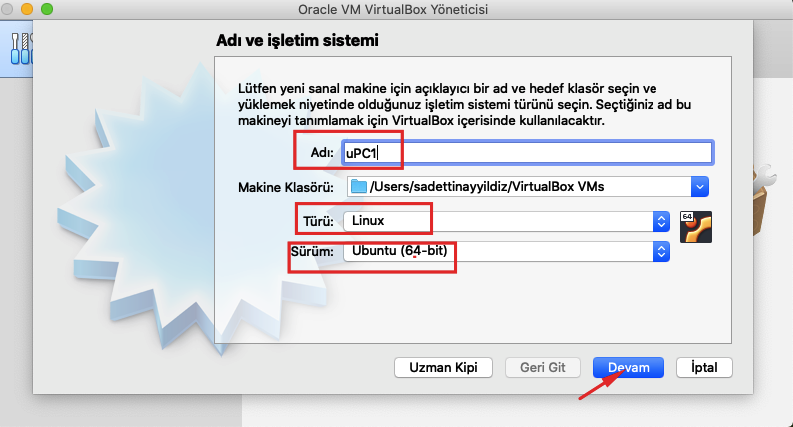 Oracle VM VirtualBox Yöneticisi
Adı ve işletim sistemi
Lütfen yeni sanal makine için açıklayıcı bir ad ve hedef klasör seçin ve
yüklemek niyetinde olduğunuz işletim sistemi türünü seçin. Seçtiğiniz ad bu
makineyi tanımlamak için VirtualBox içerisinde kullanılacaktır.
Adı: uPC1
Makine Klasörü: /Users/sadettinayyildiz/VirtualBox VMs
Türü: Linux
64
Sürüm: Ubuntu (64-bit)
Uzman Kipi Geri Git Devam İptal